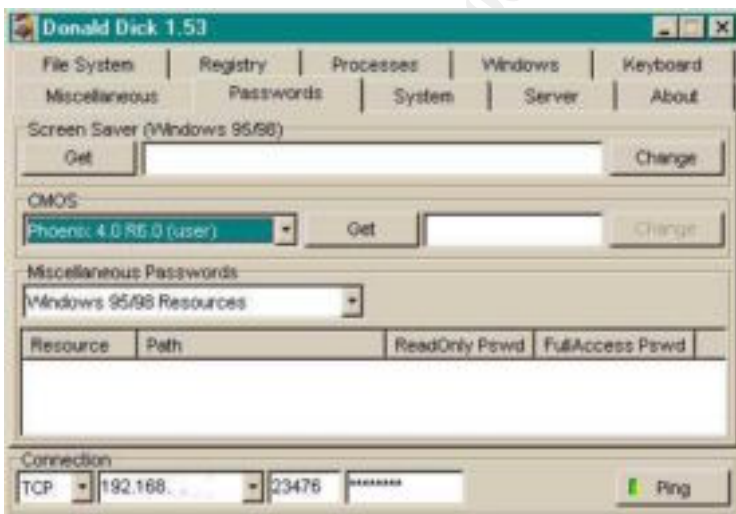 Donald Dick 1.53
File System Registry Processes Windows Keyboard
Miscellaneous Passwords System Server About
Screen Saver (Windows 95/98)
Get Change
CMOS
Phoenix 4.0 R6.0 (user) Get Change
Miscellaneous Passwords
Windows 95/98 Resources
Resource Path ReadOnly Pswd FullAccess Pswd
Connection
TCP 192.168. 23476 ******** Ping